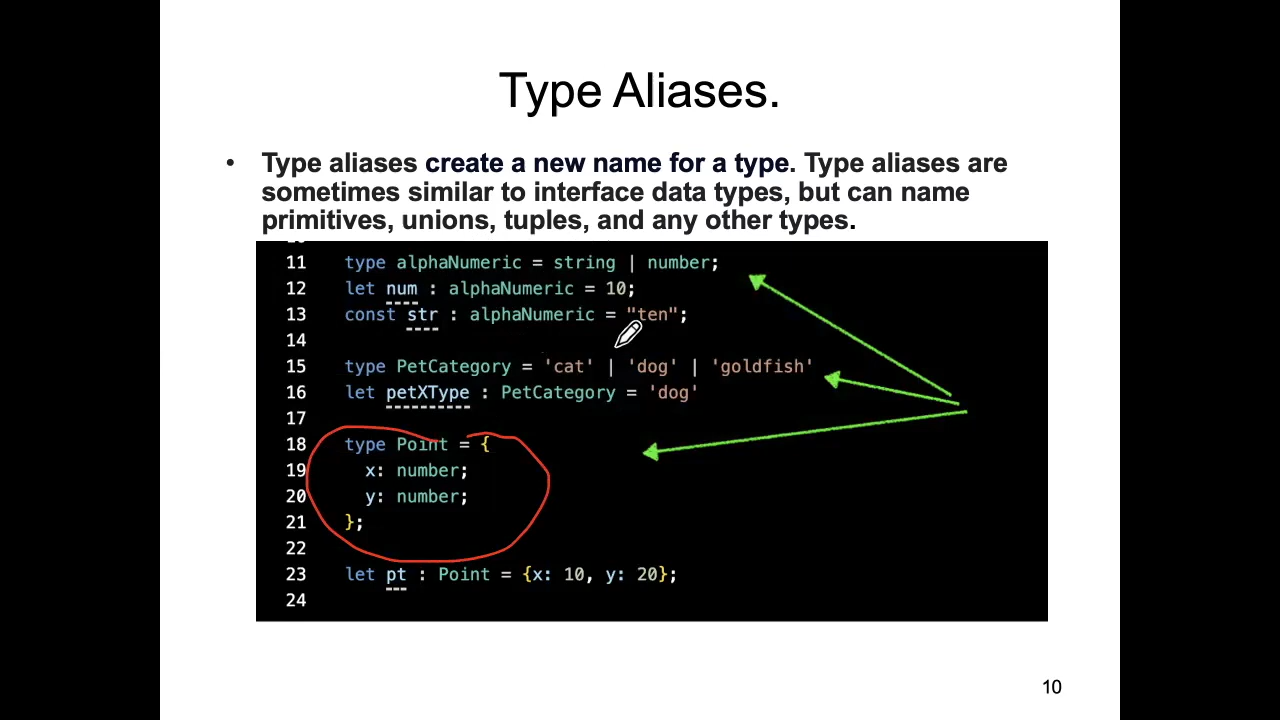 Type Aliases.
• Type aliases create a new name for a type. Type aliases are
sometimes similar to interface data types, but can name
primitives, unions, tuples, and any other types.
11 type alphaNumeric = string | number;
12 let num : alphaNumeric = 10;
13 const str : alphaNumeric = "ten";
14
15 type PetCategory = 'cat' | 'dog' | 'goldfish'
16 let petXType : PetCategory = 'dog'
17
18 type Point = {
19 x: number;
20 y: number;
21 };
22
23 let pt : Point = {x: 10, y: 20};
24
10